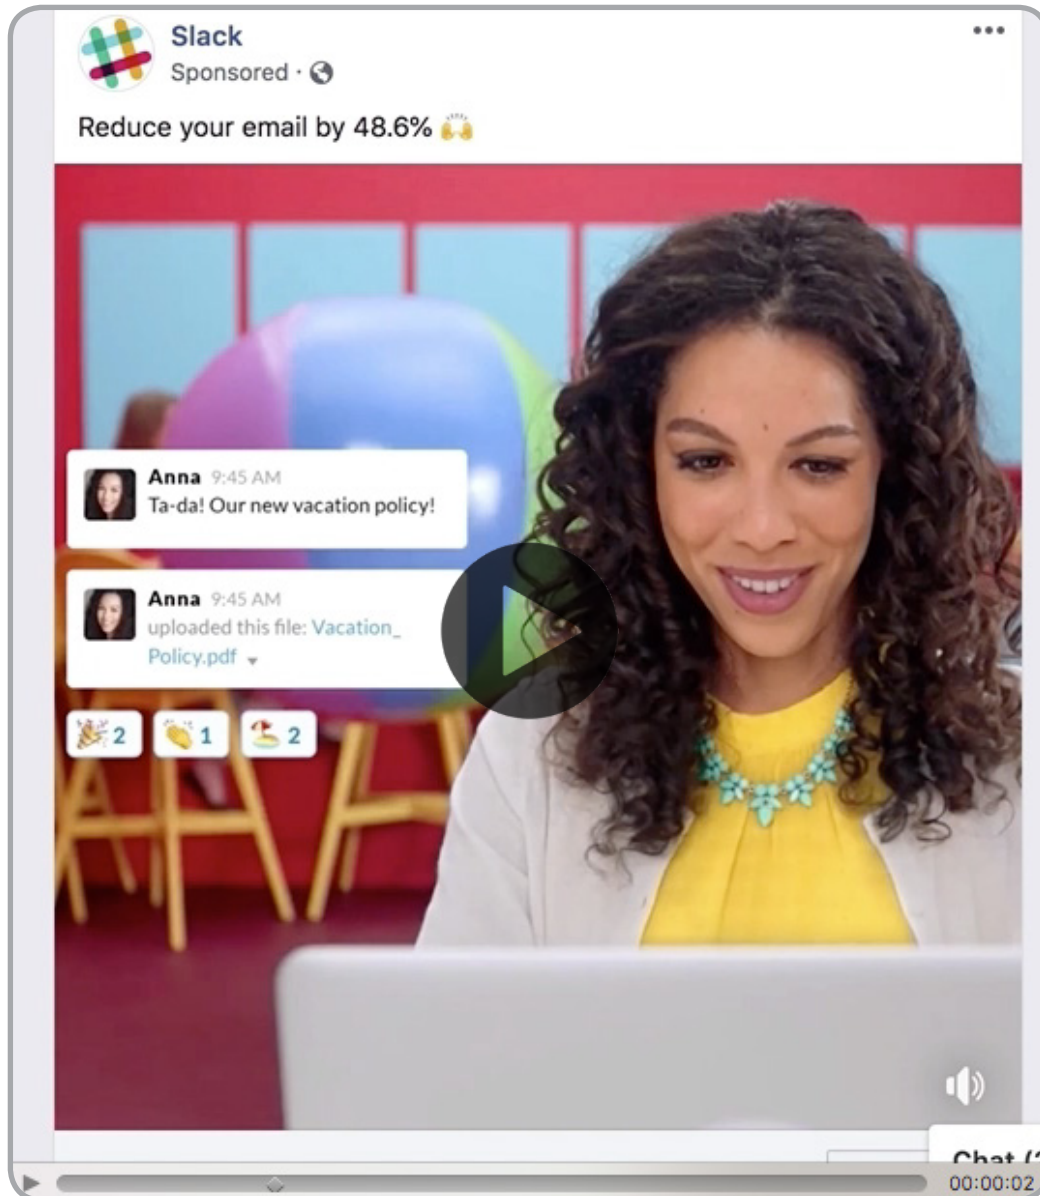 Slack
Sponsored ·
Reduce your email by 48.6% 🙌
Anna 9:45 AM
Ta-da! Our new vacation policy!
Anna 9:45 AM
uploaded this file: Vacation_
Policy.pdf
🎉 2 👏 1 🏖 2
Chat
00:00:02